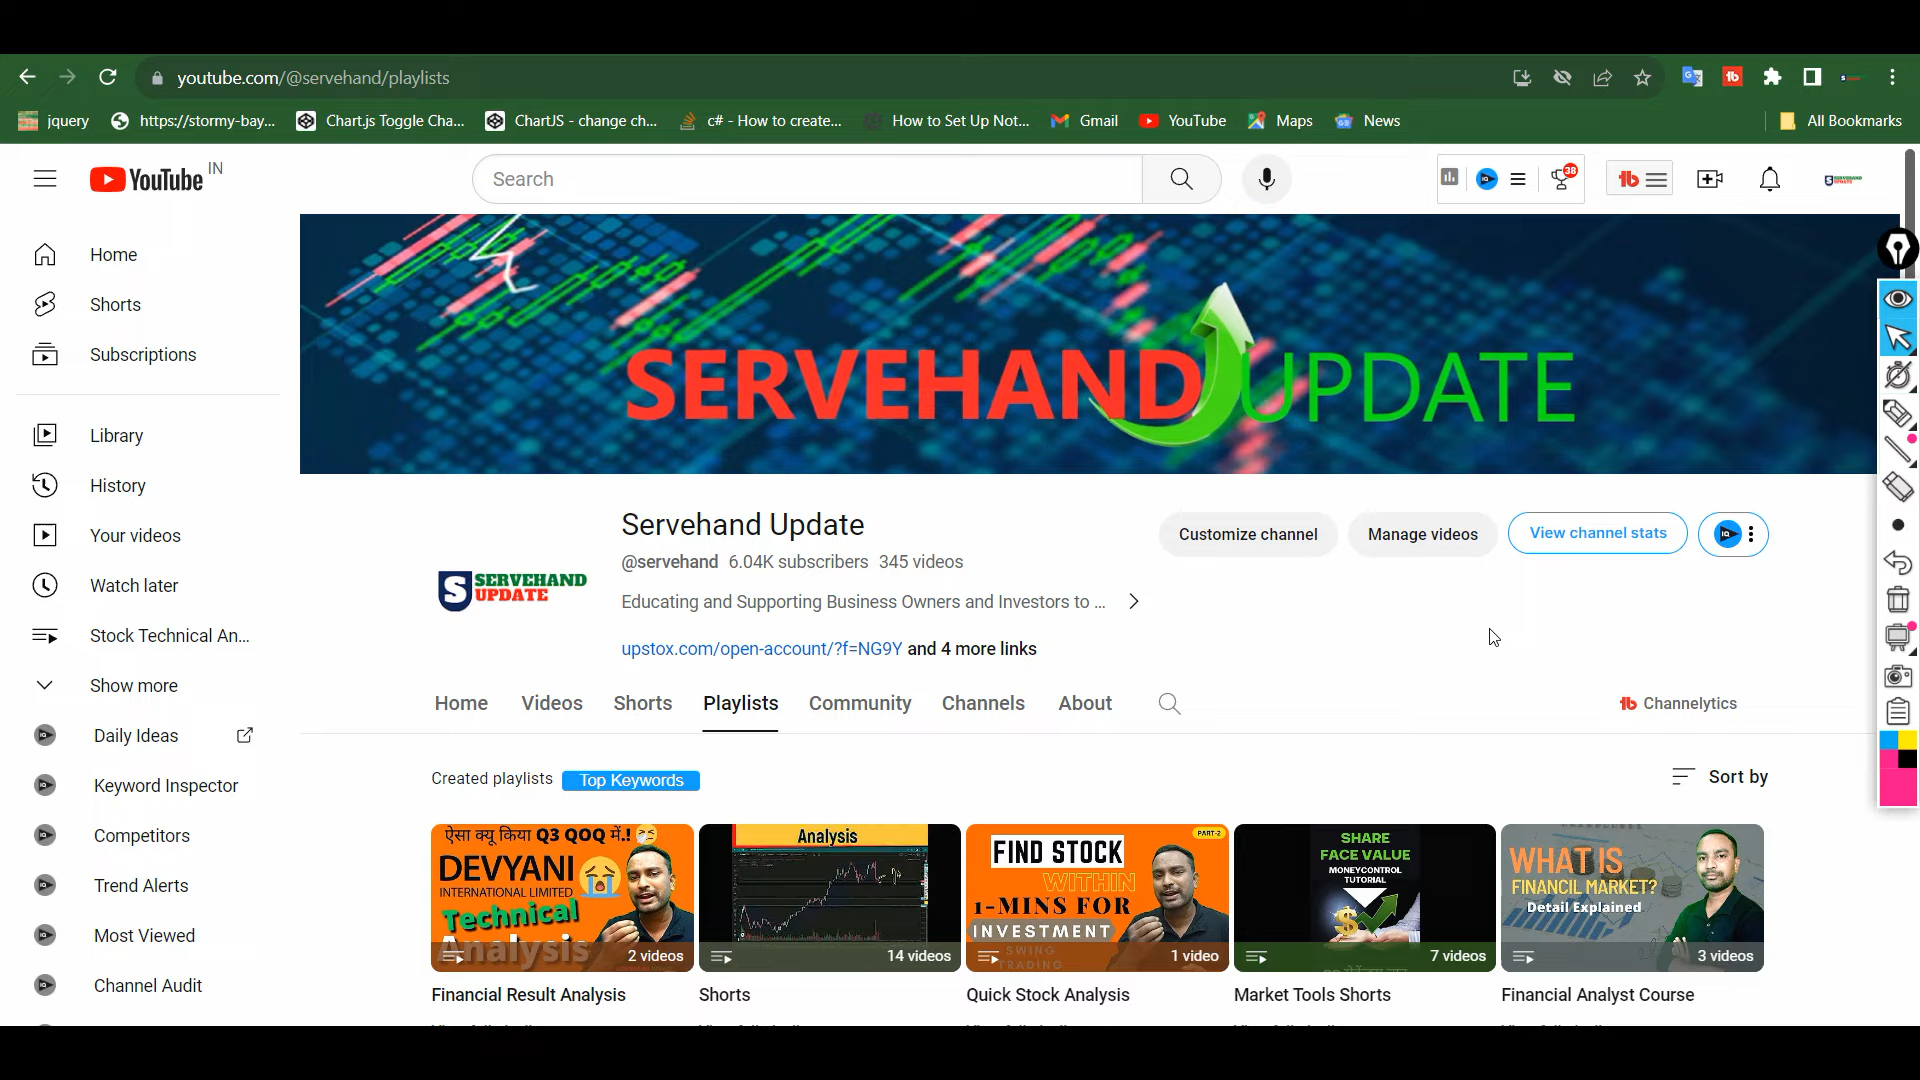 youtube.com/@servehand/playlists
jquery
https://stormy-bay...
Chart.js Toggle Cha...
ChartJS - change ch...
c# - How to create...
How to Set Up Not...
Gmail
YouTube
Maps
News
All Bookmarks
YouTube IN
Search
38
Home
Shorts
Subscriptions
Library
History
Your videos
Watch later
Stock Technical An...
Show more
Daily Ideas
Keyword Inspector
Competitors
Trend Alerts
Most Viewed
Channel Audit
SERVEHAND UPDATE
SERVEHAND
UPDATE
Servehand Update
@servehand 6.04K subscribers 345 videos
Educating and Supporting Business Owners and Investors to ...
upstox.com/open-account/?f=NG9Y and 4 more links
Customize channel
Manage videos
View channel stats
Home
Videos
Shorts
Playlists
Community
Channels
About
Channelytics
Created playlists
Top Keywords
Sort by
ऐसा क्यू किया Q3 QOQ में.!
DEVYANI
INTERNATIONAL LIMITED
Technical
Analysis
2 videos
Financial Result Analysis
Analysis
14 videos
Shorts
PART-2
FIND STOCK
WITHIN
1-MINS FOR
INVESTMENT
SWING
TRADING
1 video
Quick Stock Analysis
SHARE
FACE VALUE
MONEYCONTROL
TUTORIAL
7 videos
Market Tools Shorts
WHAT IS
FINANCIL MARKET?
Detail Explained
3 videos
Financial Analyst Course